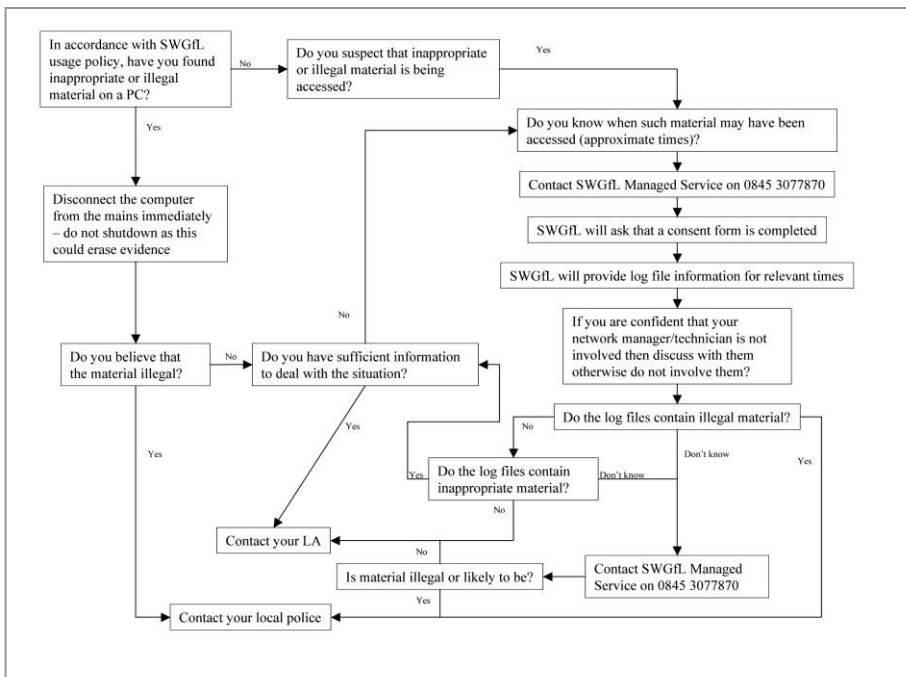 In accordance with SWGfL
usage policy, have you found
inappropriate or illegal
material on a PC?
No
Do you suspect that inappropriate
or illegal material is being
accessed?
Yes
Do you know when such material may have been
accessed (approximate times)?
Yes
Contact SWGfL Managed Service on 0845 3077870
Disconnect the computer
from the mains immediately
– do not shutdown as this
could erase evidence
SWGfL will ask that a consent form is completed
SWGfL will provide log file information for relevant times
No
If you are confident that your
network manager/technician is not
involved then discuss with them
otherwise do not involve them?
Do you believe that
the material illegal?
No
Do you have sufficient information
to deal with the situation?
Do the log files contain illegal material?
Yes
No
Yes
Don't know
Yes
Yes
Do the log files contain
inappropriate material?
Don't know
No
Contact your LA
No
Is material illegal or likely to be?
Contact SWGfL Managed
Service on 0845 3077870
Yes
Contact your local police